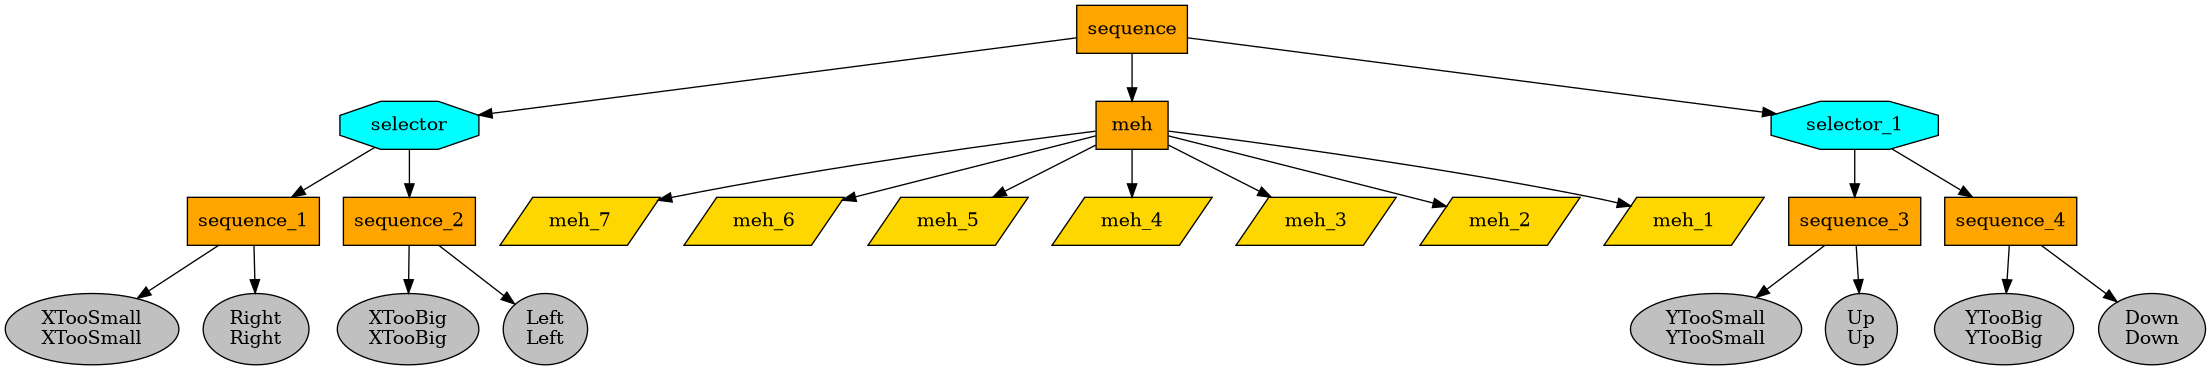 sequence
selector
meh
selector_1
sequence_1
sequence_2
meh_7
meh_6
meh_5
meh_4
meh_3
meh_2
meh_1
sequence_3
sequence_4
XTooSmall
XTooSmall
Right
Right
XTooBig
XTooBig
Left
Left
YTooSmall
YTooSmall
Up
Up
YTooBig
YTooBig
Down
Down